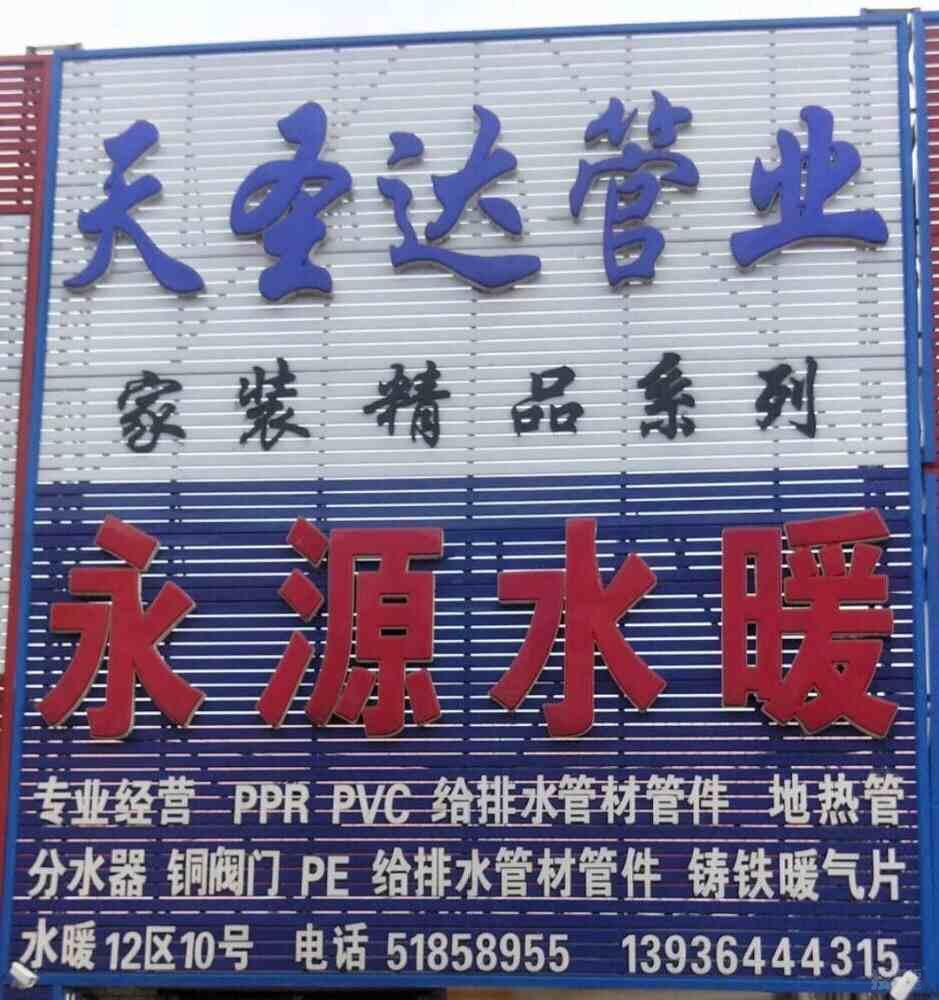 天圣达管业
家装精品系列
永源水暖
专业经营 PPR PVC 给排水管材管件 地热管
分水器 铜阀门 PE 给排水管材管件 铸铁暖气片
水暖12区10号 电话 51858955 13936444315